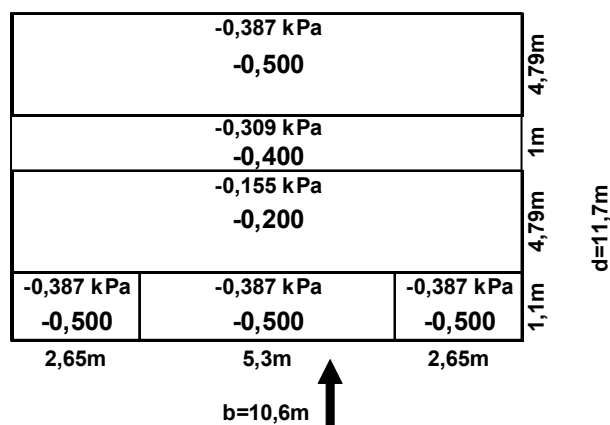 -0,387 kPa
-0,500
4,79m
-0,309 kPa
-0,400
1m
-0,155 kPa
-0,200
4,79m
d=11,7m
-0,387 kPa -0,387 kPa -0,387 kPa
-0,500 -0,500 -0,500
1,1m
2,65m 5,3m 2,65m
b=10,6m